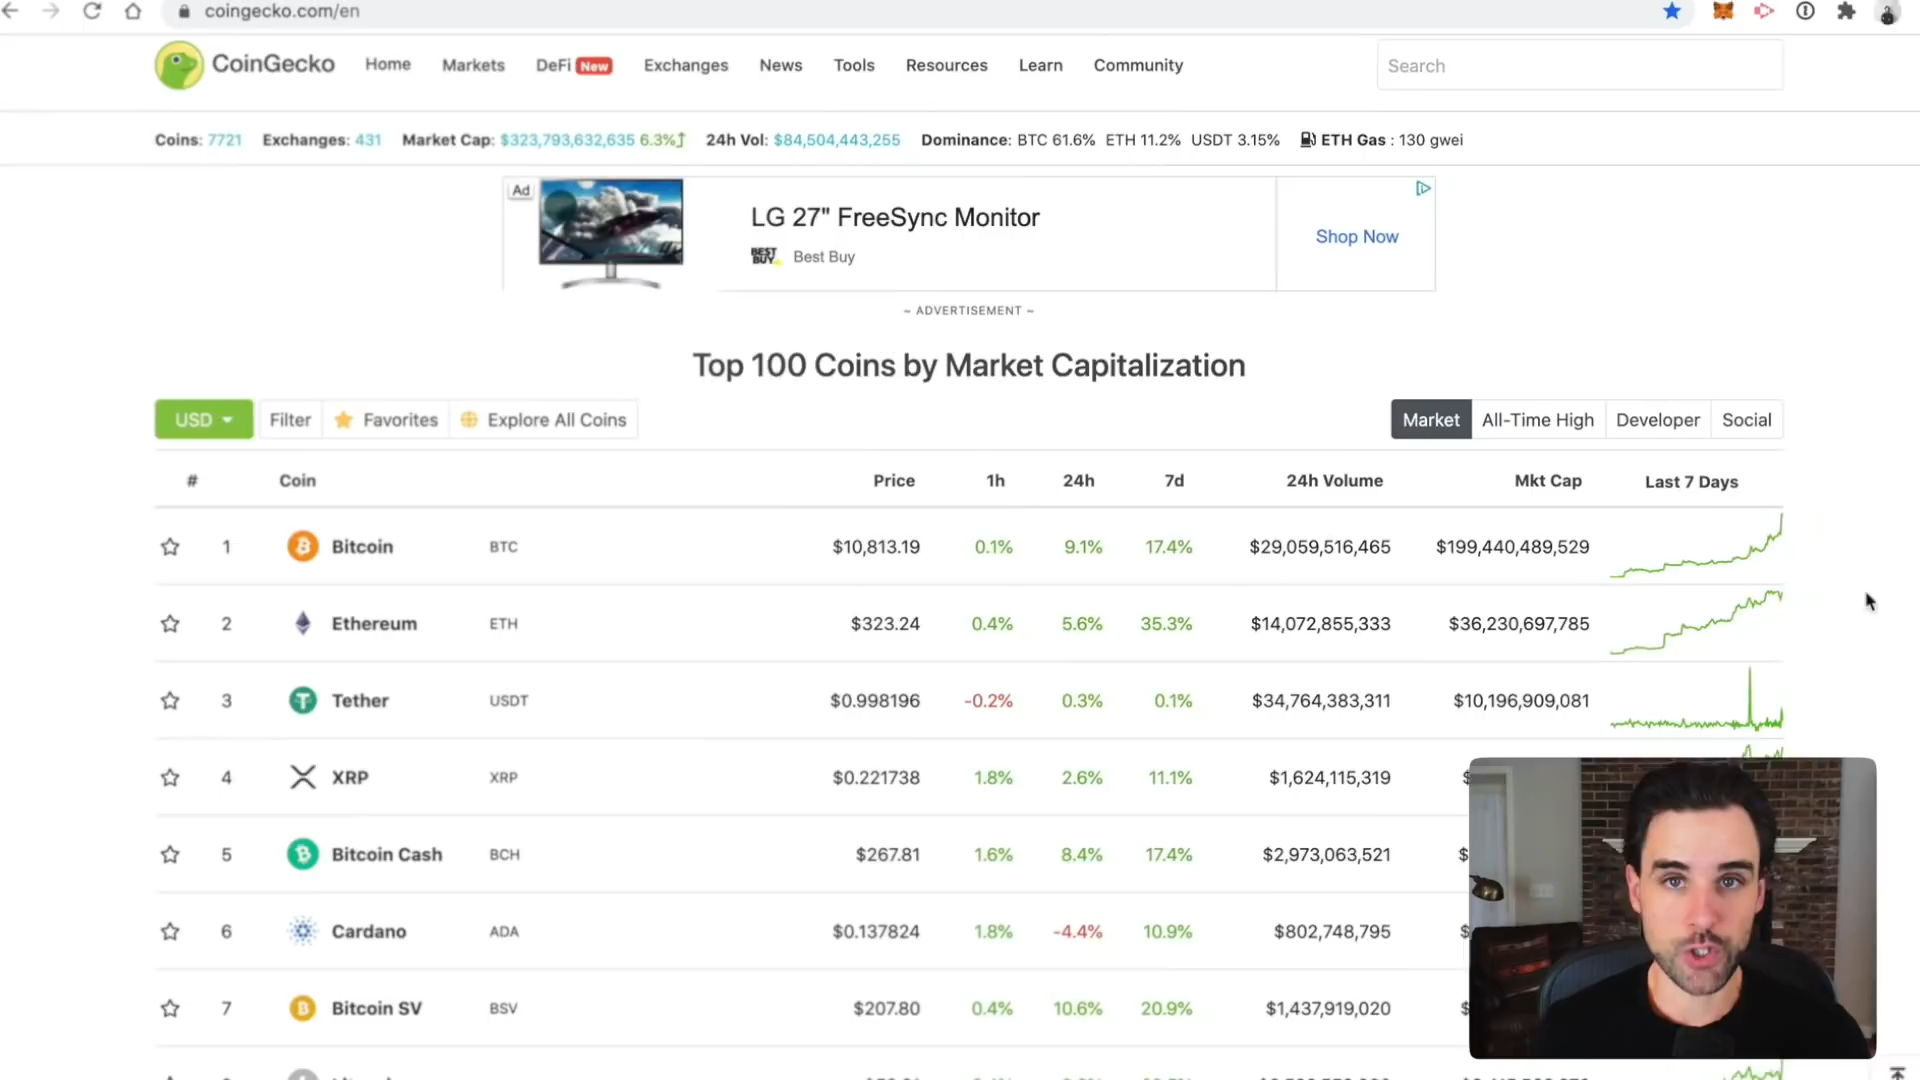 coingecko.com/en
CoinGecko Home Markets DeFi New Exchanges News Tools Resources Learn Community Search
Coins: 7721 Exchanges: 431 Market Cap: $323,793,632,635 6.3% 24h Vol: $84,504,443,255 Dominance: BTC 61.6% ETH 11.2% USDT 3.15% ETH Gas : 130 gwei
Ad
LG 27" FreeSync Monitor
BEST BUY Best Buy
Shop Now
~ ADVERTISEMENT ~
Top 100 Coins by Market Capitalization
USD Filter Favorites Explore All Coins Market All-Time High Developer Social
# Coin Price 1h 24h 7d 24h Volume Mkt Cap Last 7 Days
1 Bitcoin BTC $10,813.19 0.1% 9.1% 17.4% $29,059,516,465 $199,440,489,529
2 Ethereum ETH $323.24 0.4% 5.6% 35.3% $14,072,855,333 $36,230,697,785
3 Tether USDT $0.998196 -0.2% 0.3% 0.1% $34,764,383,311 $10,196,909,081
4 XRP XRP $0.221738 1.8% 2.6% 11.1% $1,624,115,319 $
5 Bitcoin Cash BCH $267.81 1.6% 8.4% 17.4% $2,973,063,521 $
6 Cardano ADA $0.137824 1.8% -4.4% 10.9% $802,748,795 $
7 Bitcoin SV BSV $207.80 0.4% 10.6% 20.9% $1,437,919,020 $